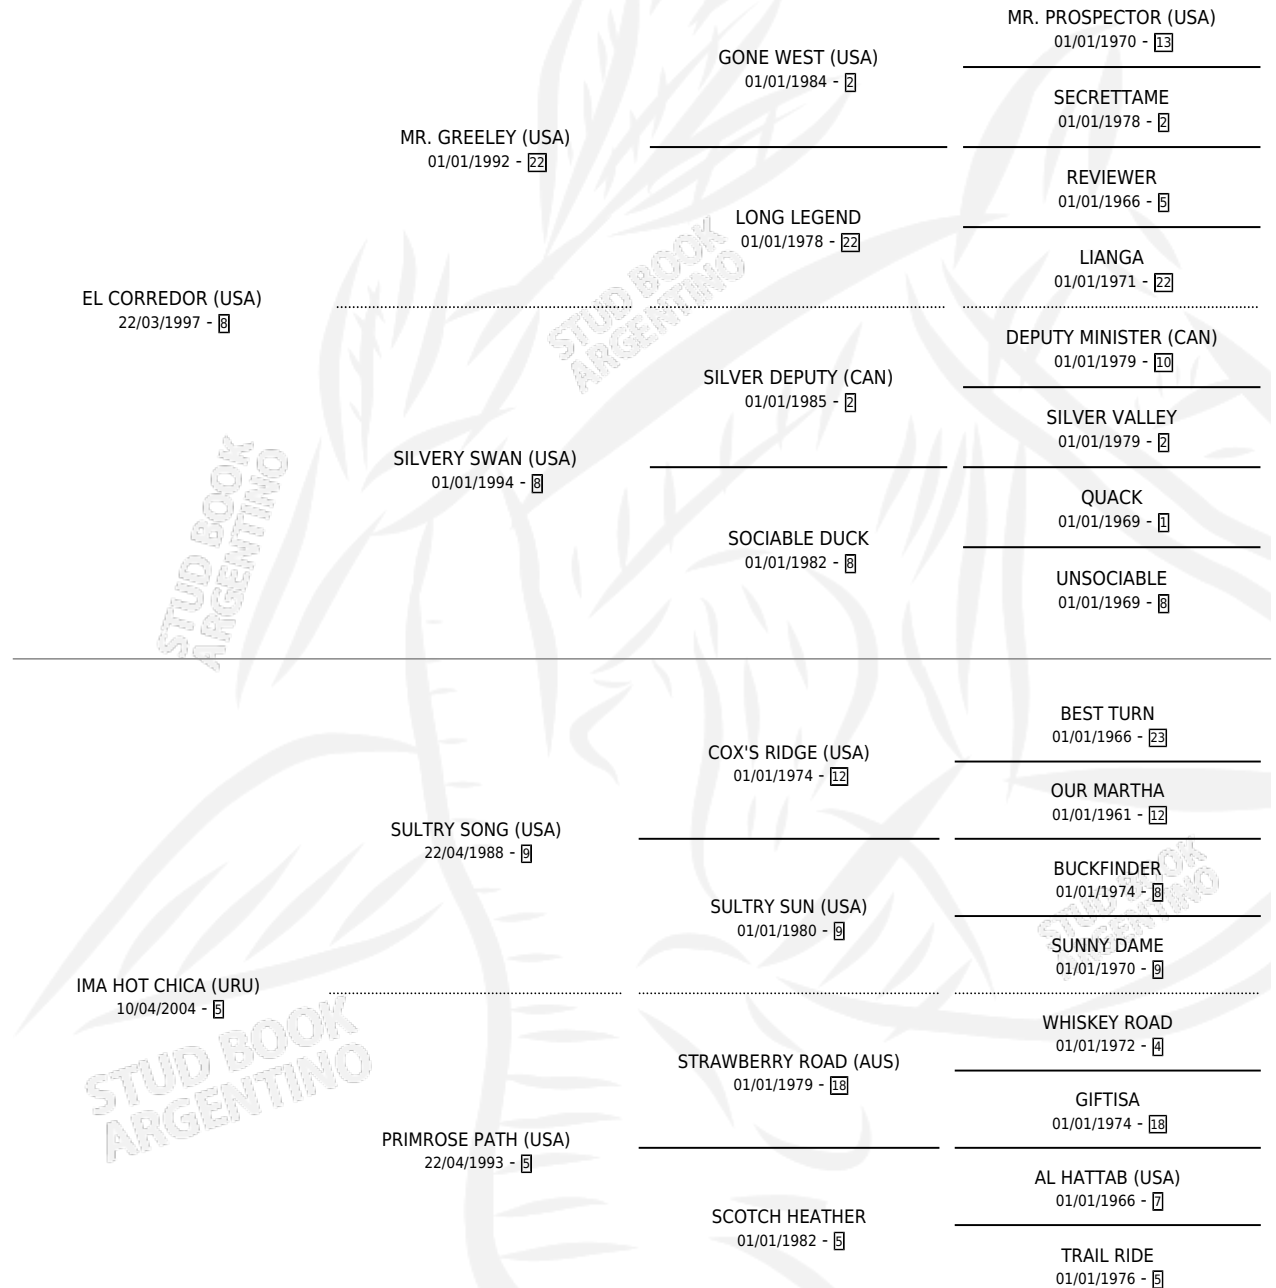 MR. PROSPECTOR (USA)
01/01/1970 - 13
GONE WEST (USA)
01/01/1984 - 2
SECRETTAME
01/01/1978 - 2
MR. GREELEY (USA)
01/01/1992 - 22
REVIEWER
01/01/1966 - 5
LONG LEGEND
01/01/1978 - 22
LIANGA
01/01/1971 - 22
EL CORREDOR (USA)
22/03/1997 - 8
STUD BOOK
ARGENTINO
DEPUTY MINISTER (CAN)
01/01/1979 - 10
SILVER DEPUTY (CAN)
01/01/1985 - 2
SILVER VALLEY
01/01/1979 - 2
SILVERY SWAN (USA)
01/01/1994 - 8
QUACK
01/01/1969 - 1
SOCIABLE DUCK
01/01/1982 - 8
UNSOCIABLE
01/01/1969 - 8
STUD BOOK
ARGENTINO
BEST TURN
01/01/1966 - 23
COX'S RIDGE (USA)
01/01/1974 - 12
OUR MARTHA
01/01/1961 - 12
SULTRY SONG (USA)
22/04/1988 - 9
BUCKFINDER
01/01/1974 - 8
SULTRY SUN (USA)
01/01/1980 - 9
STUD BOOK
ARGENTINO
SUNNY DAME
01/01/1970 - 9
IMA HOT CHICA (URU)
10/04/2004 - 5
STUD BOOK
ARGENTINO
WHISKEY ROAD
01/01/1972 - 4
STRAWBERRY ROAD (AUS)
01/01/1979 - 18
GIFTISA
01/01/1974 - 18
PRIMROSE PATH (USA)
22/04/1993 - 5
AL HATTAB (USA)
01/01/1966 - 7
SCOTCH HEATHER
01/01/1982 - 5
TRAIL RIDE
01/01/1976 - 5